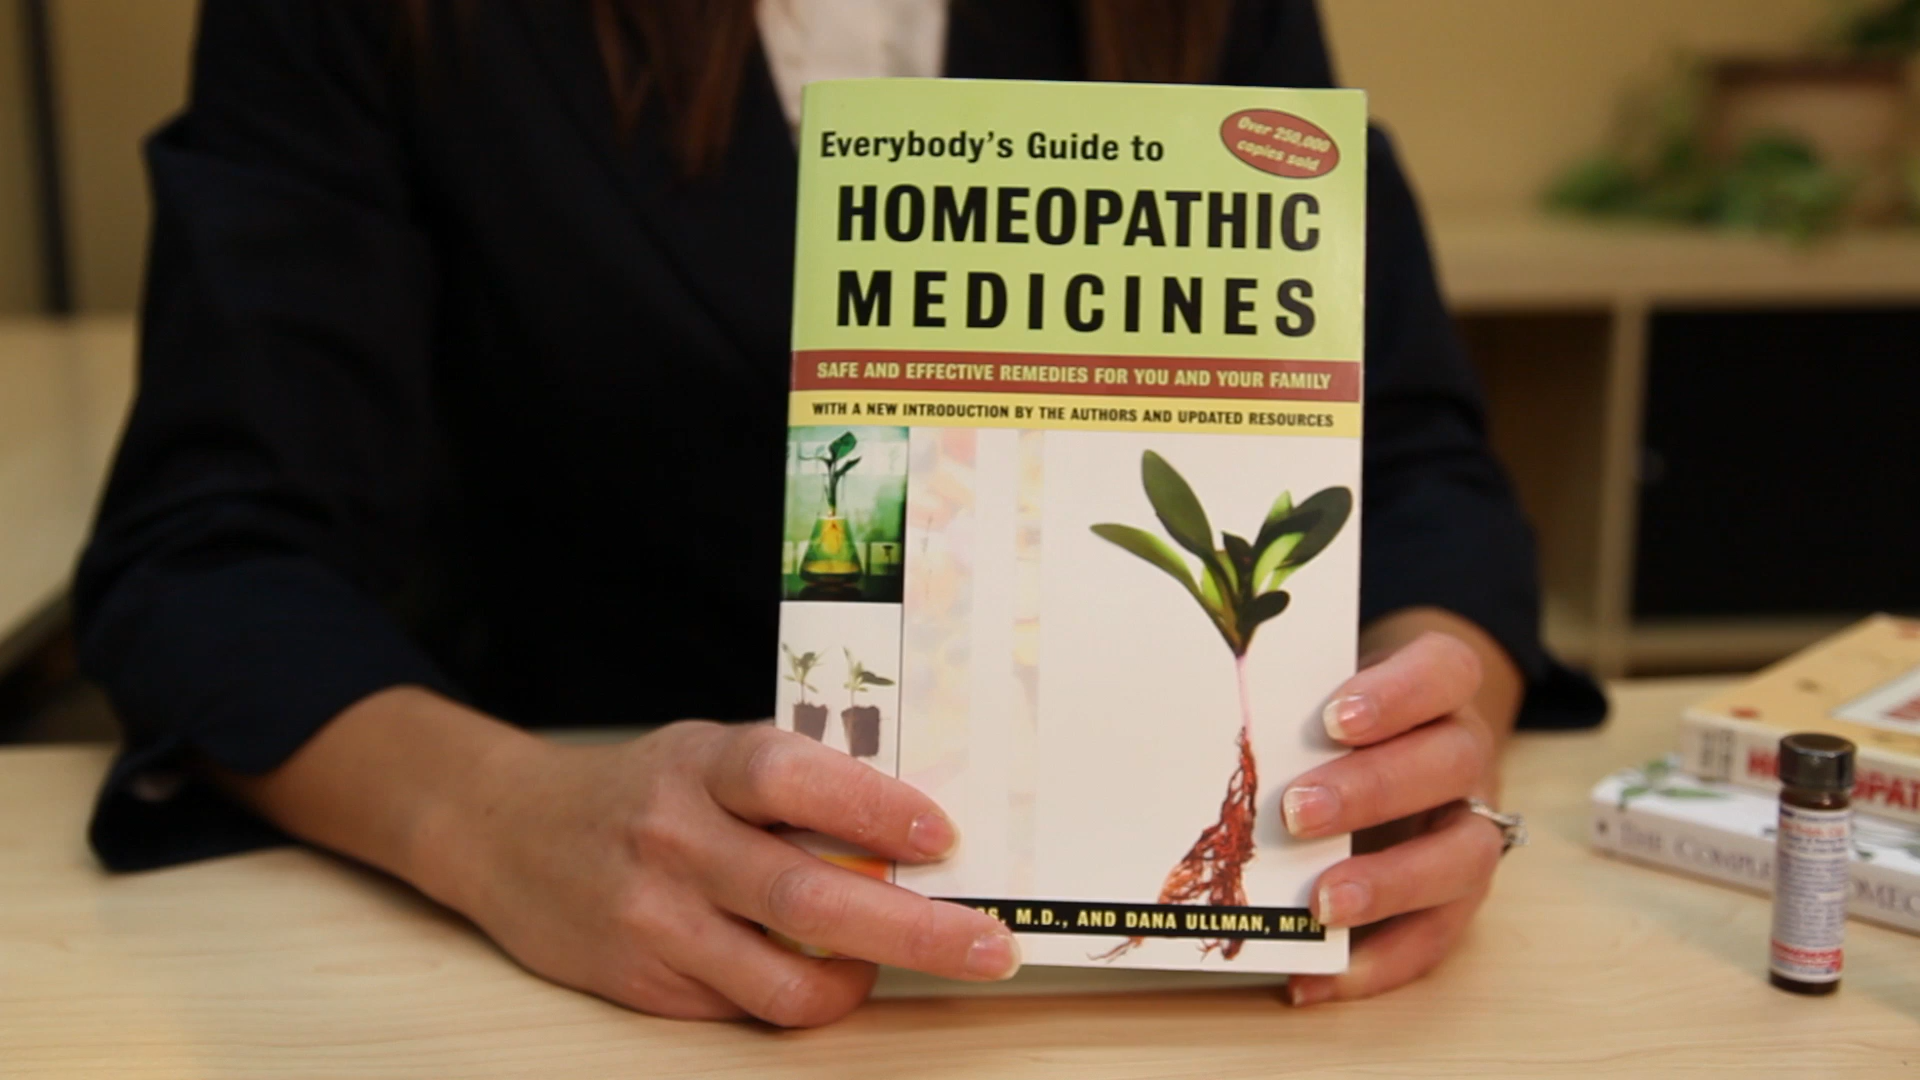 Everybody's Guide to
Over 250,000
copies sold
HOMEOPATHIC
MEDICINES
SAFE AND EFFECTIVE REMEDIES FOR YOU AND YOUR FAMILY
WITH A NEW INTRODUCTION BY THE AUTHORS AND UPDATED RESOURCES
M.D., AND DANA ULLMAN, MPH
THE